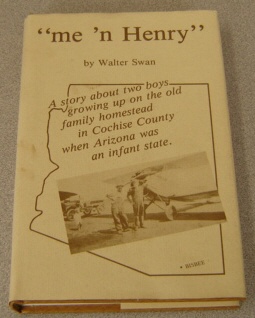 “me 'n Henry”
by Walter Swan
A story about two boys
growing up on the old
family homestead
in Cochise County
when Arizona was
an infant state.
• BISBEE